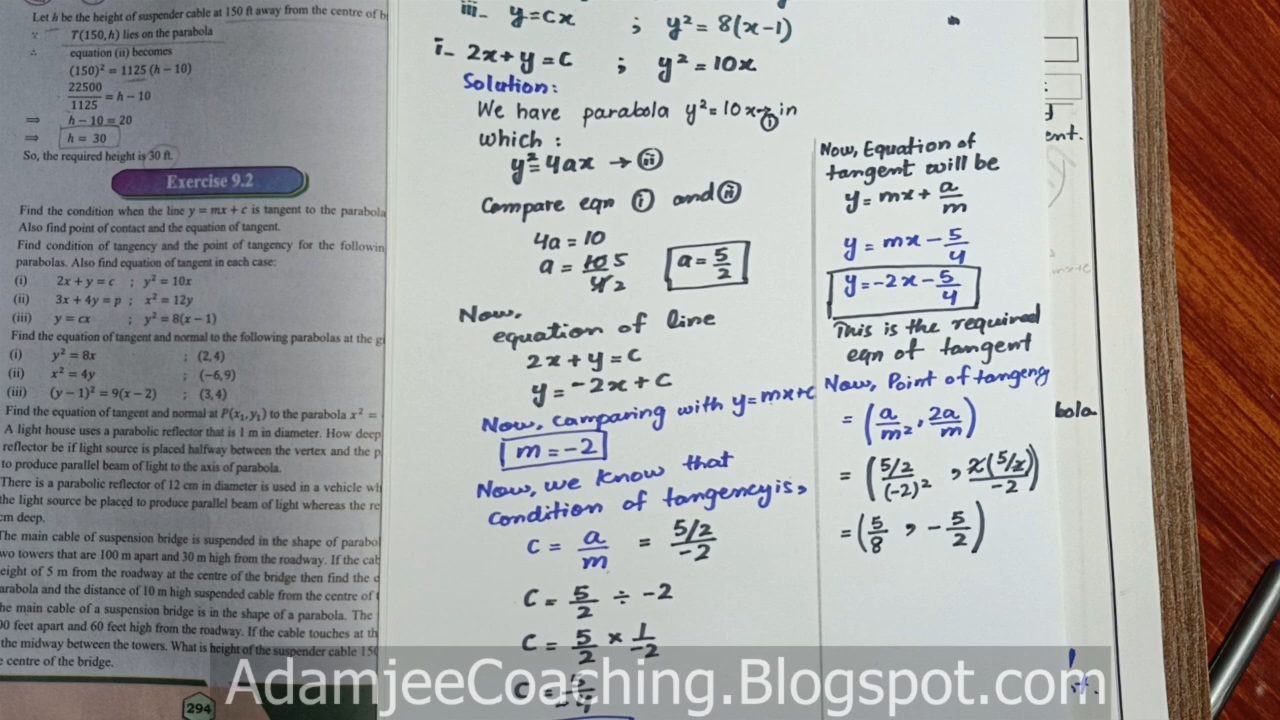 Let h be the height of suspender cable at 150 ft away from the centre of b
∵ T(150, h) lies on the parabola
∴ equation (ii) becomes
(150)² = 1125 (h − 10)
22500
1125
= h − 10
⇒ h − 10 = 20
⇒ h = 30
So, the required height is 30 ft.
Exercise 9.2
Find the condition when the line y = mx + c is tangent to the parabola
Also find point of contact and the equation of tangent.
Find condition of tangency and the point of tangency for the followin
parabolas. Also find equation of tangent in each case:
(i) 2x + y = c ; y² = 10x
(ii) 3x + 4y = p ; x² = 12y
(iii) y = cx ; y² = 8(x − 1)
Find the equation of tangent and normal to the following parabolas at the gi
(i) y² = 8x ; (2, 4)
(ii) x² = 4y ; (−6, 9)
(iii) (y − 1)² = 9(x − 2) ; (3, 4)
Find the equation of tangent and normal at P(x₁, y₁) to the parabola x² =
A light house uses a parabolic reflector that is 1 m in diameter. How deep
reflector be if light source is placed halfway between the vertex and the p
to produce parallel beam of light to the axis of parabola.
There is a parabolic reflector of 12 cm in diameter is used in a vehicle wh
the light source be placed to produce parallel beam of light whereas the re
cm deep.
The main cable of suspension bridge is suspended in the shape of parabol
wo towers that are 100 m apart and 30 m high from the roadway. If the cab
eight of 5 m from the roadway at the centre of the bridge then find the
arabola and the distance of 10 m high suspended cable from the centre of
he main cable of a suspension bridge is in the shape of a parabola. The
00 feet apart and 60 feet high from the roadway. If the cable touches at th
the midway between the towers. What is height of the suspender cable 150
e centre of the bridge.
294
iii- y=cx ; y² = 8(x-1)
i- 2x+y=c ; y² = 10x
Solution:
We have parabola y²=10x→(i) in
which :
y²=4ax → (ii)
Compare eqn (i) and (ii)
4a = 10
a = 10 5
4 2
a = 5/2
Now,
equation of line
2x + y = c
y = -2x + c
Now, camparing with y=mx+c
m = -2
Now, we know that
Condition of tangency is,
c = a/m = 5/2 / -2
c = 5/2 ÷ -2
c = 5/2 × 1/-2
c = -5/4
Now, Equation of
tangent will be
y = mx + a/m
y = mx - 5/4
y = -2x - 5/4
This is the required
eqn of tangent
Now, Point of tangency
= (a/m², 2a/m)
= (5/2 / (-2)², 2(5/2) / -2)
= (5/8, -5/2)
ent.
bola
AdamjeeCoaching.Blogspot.com